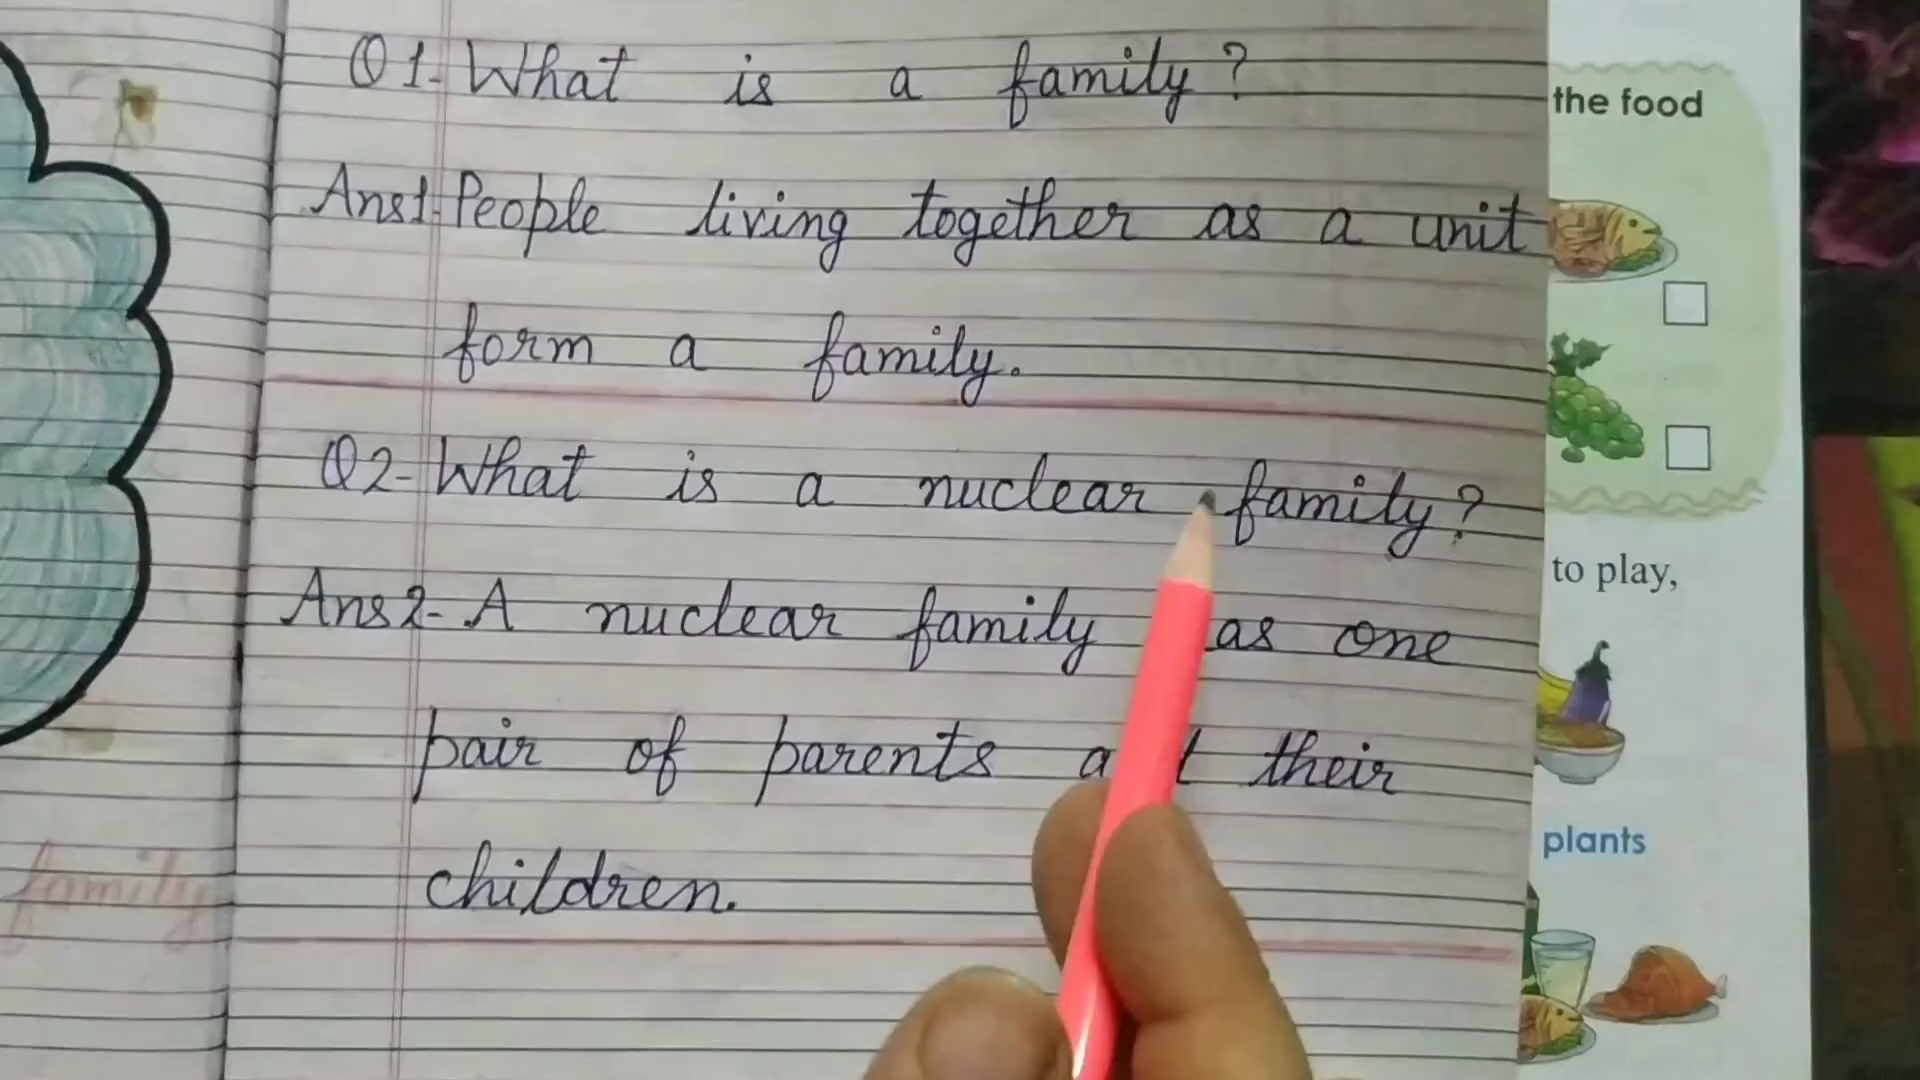 Q1- What is a family?
Ans1- People living together as a unit
form a family.
Q2- What is a nuclear family?
Ans2- A nuclear family as one
pair of parents their
children.
family
the food
to play,
plants